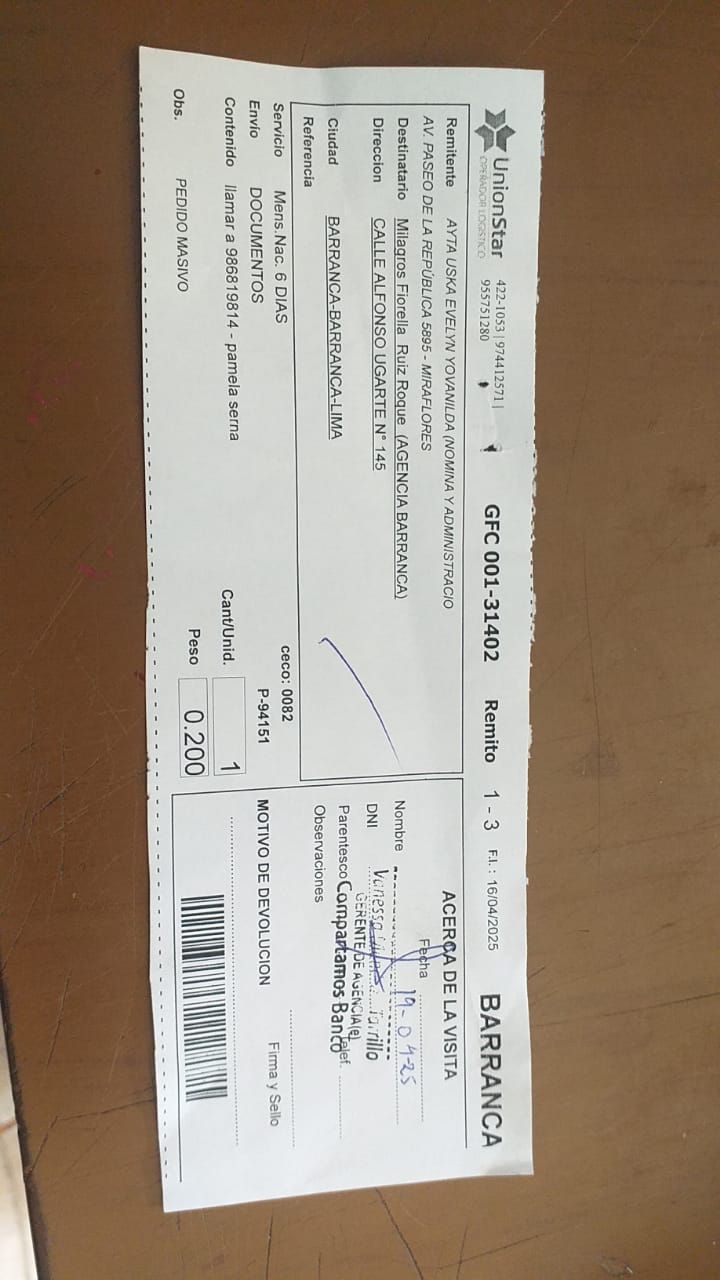 UnionStar
OPERADOR LOGISTICO
422-1053 | 974412571 |
955751280
GFC 001-31402
Remito 1 - 3 F.I.: 16/04/2025 BARRANCA
Remitente AYTA USKA EVELYN YOVANILDA (NOMINA Y ADMINISTRACIO
AV. PASEO DE LA REPÚBLICA 5895 - MIRAFLORES
Destinatario Milagros Fiorella Ruiz Roque (AGENCIA BARRANCA)
Direccion CALLE ALFONSO UGARTE N° 145
Ciudad BARRANCA-BARRANCA-LIMA
Referencia
Servicio Mens.Nac. 6 DIAS ceco: 0082
Envio DOCUMENTOS P-94151
Contenido llamar a 986819814 - pamela serna Cant/Unid. 1
Obs. PEDIDO MASIVO Peso 0.200
ACERCA DE LA VISITA
Fecha 19-04-25
Nombre
DNI Vanessa Tarrillo
GERENTE DE AGENCIA(e)
Parentesco Compartamos Banco Telef.
Observaciones
Firma y Sello
MOTIVO DE DEVOLUCION